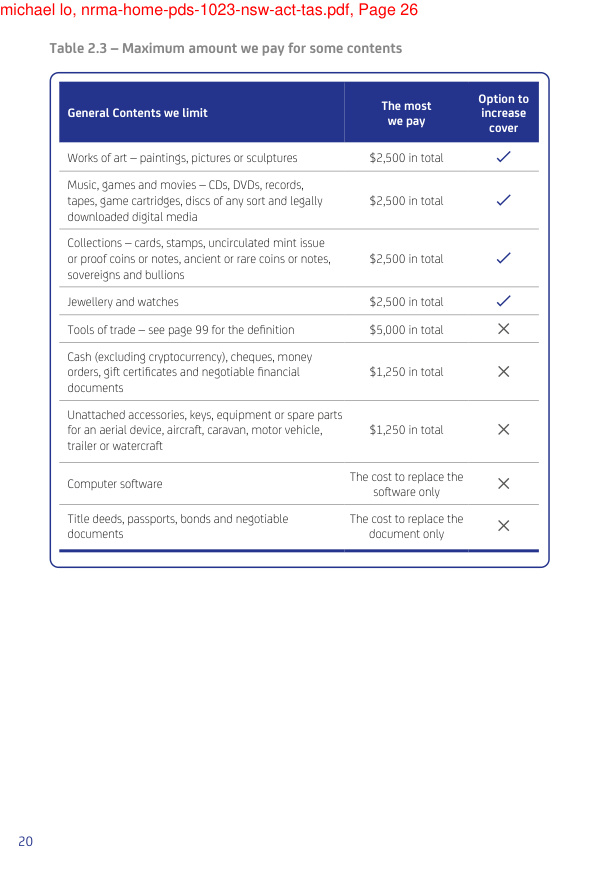 michael lo, nrma-home-pds-1023-nsw-act-tas.pdf, Page 26
Table 2.3 – Maximum amount we pay for some contents
General Contents we limit
The most
we pay
Option to
increase
cover
Works of art – paintings, pictures or sculptures
$2,500 in total
✓
Music, games and movies – CDs, DVDs, records,
tapes, game cartridges, discs of any sort and legally
downloaded digital media
$2,500 in total
✓
Collections – cards, stamps, uncirculated mint issue
or proof coins or notes, ancient or rare coins or notes,
sovereigns and bullions
$2,500 in total
✓
Jewellery and watches
$2,500 in total
✓
Tools of trade – see page 99 for the definition
$5,000 in total
✕
Cash (excluding cryptocurrency), cheques, money
orders, gift certificates and negotiable financial
documents
$1,250 in total
✕
Unattached accessories, keys, equipment or spare parts
for an aerial device, aircraft, caravan, motor vehicle,
trailer or watercraft
$1,250 in total
✕
Computer software
The cost to replace the
software only
✕
Title deeds, passports, bonds and negotiable
documents
The cost to replace the
document only
✕
20